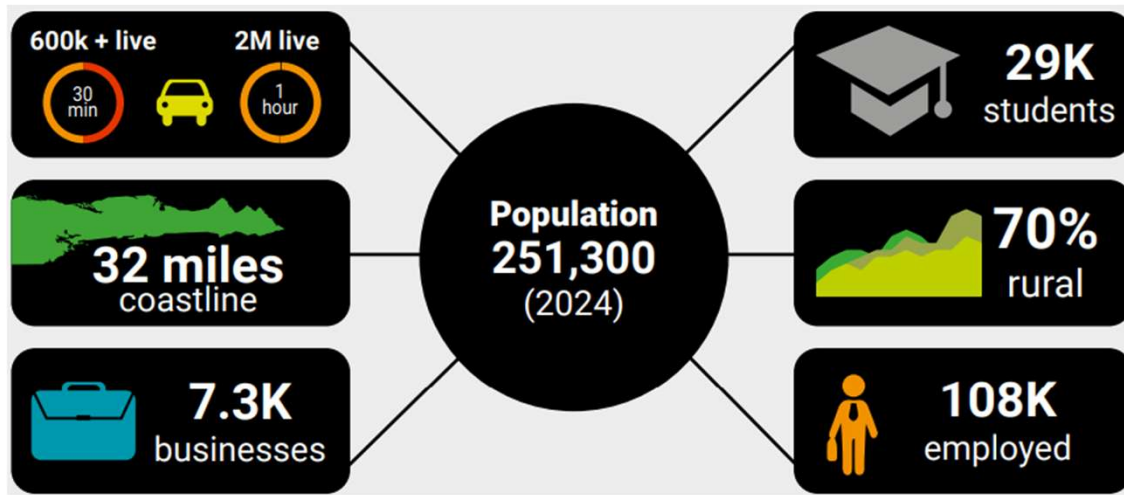 600k + live
2M live
30
min
1
hour
32 miles
coastline
7.3K
businesses
Population
251,300
(2024)
29K
students
70%
rural
108K
employed